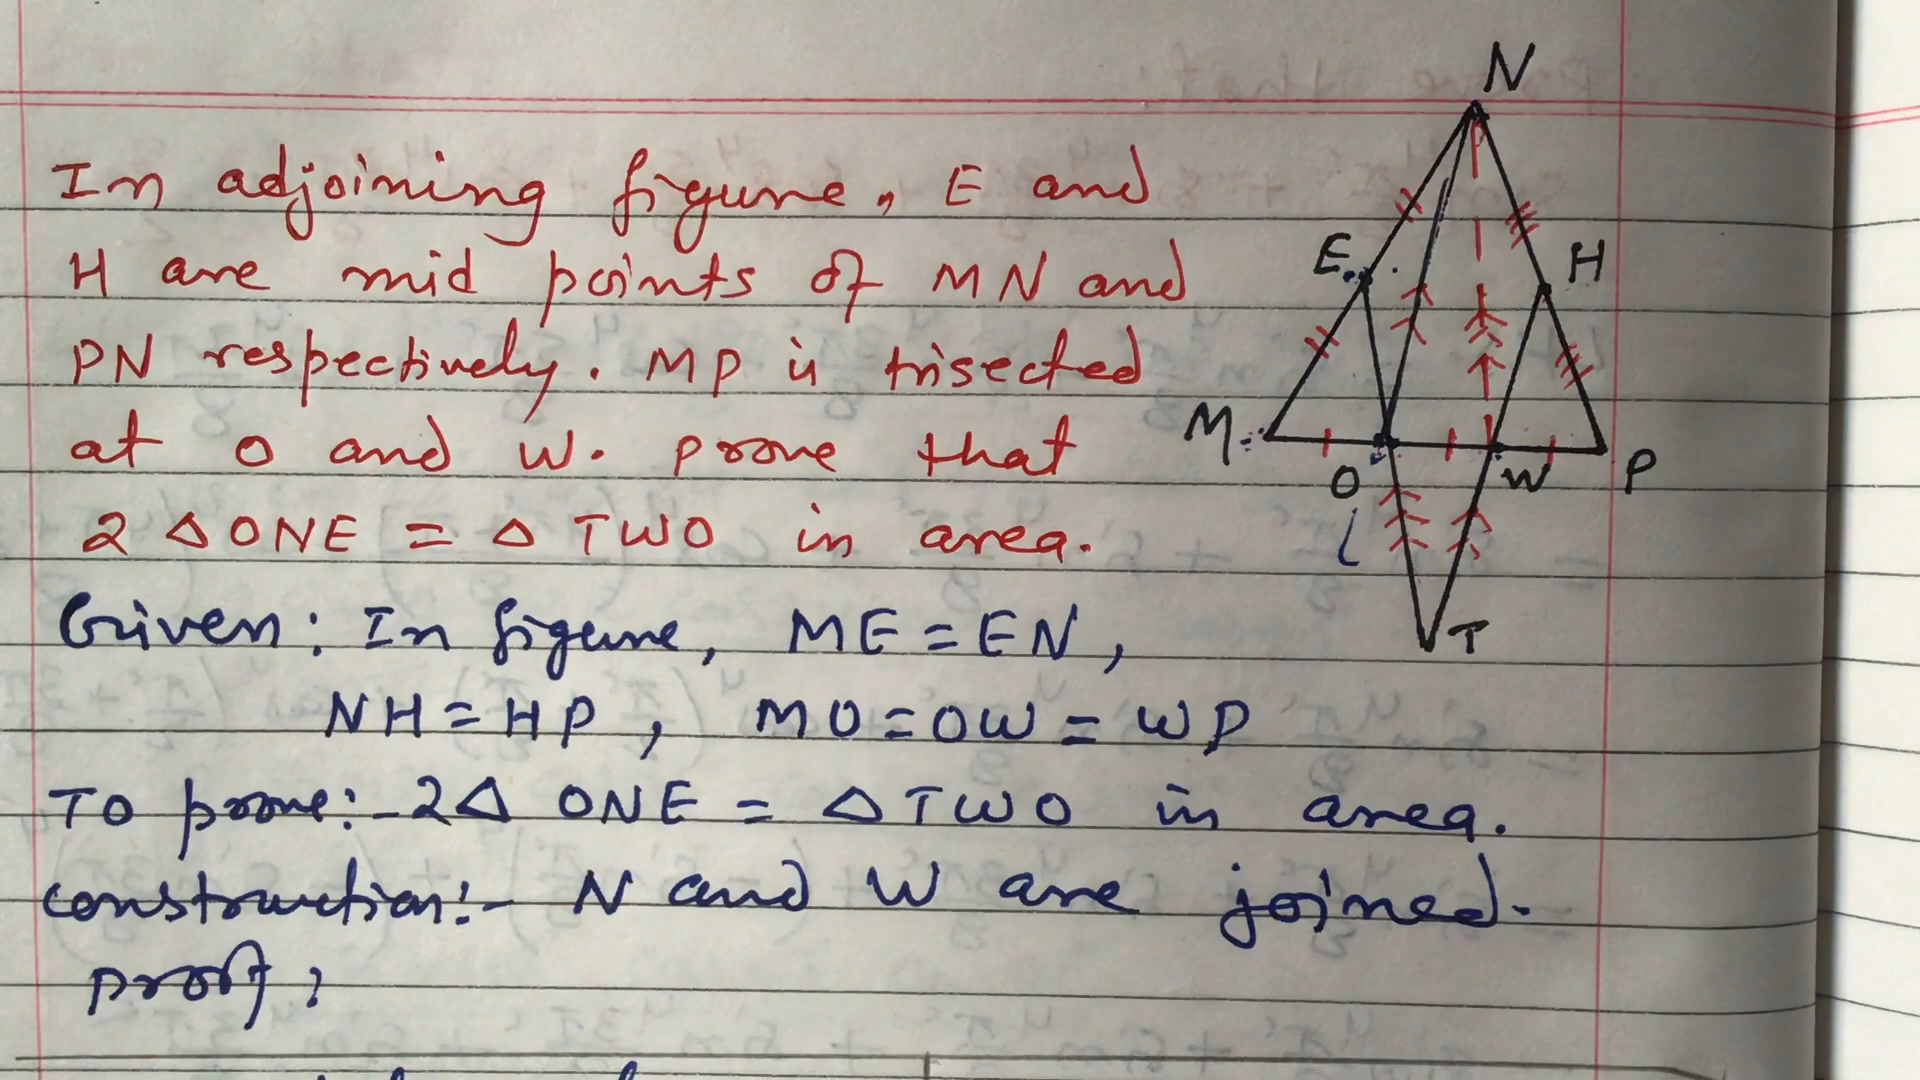 In adjoining figure, E and
H are mid points of MN and
PN respectively. MP is trisected
at O and W. prove that
2 △ ONE = △ TWO in area.
Given: In figure, ME = EN,
NH = HP, MO = OW = WP
To prove:- 2△ ONE = △ TWO in area.
construction:- N and W are joined.
proof:
N
E
H
M
O
W
P
T